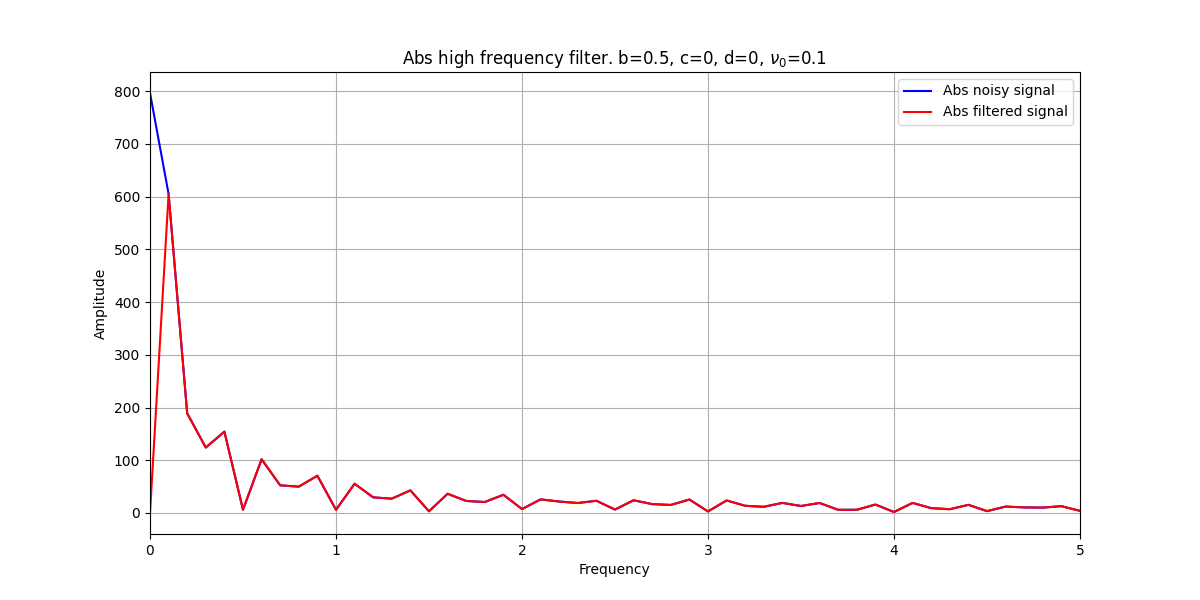 Abs high frequency filter. b=0.5, c=0, d=0, ν₀=0.1
Abs noisy signal
Abs filtered signal
800
700
600
500
400
300
200
100
0
Amplitude
0 1 2 3 4 5
Frequency